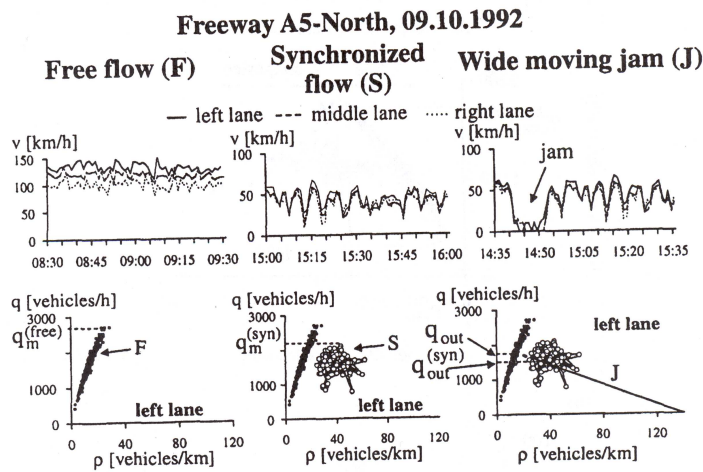 Freeway A5-North, 09.10.1992
Free flow (F)
Synchronized
flow (S)
Wide moving jam (J)
left lane
middle lane
right lane
v [km/h]
150
100
50
0
08:30 08:45 09:00 09:15 09:30
v [km/h]
100
50
0
15:00 15:15 15:30 15:45 16:00
v [km/h]
100
50
0
jam
14:35 14:50 15:05 15:20 15:35
q [vehicles/h]
3000
q_m^(free)
1000
0
F
left lane
0 40 80 120
ρ [vehicles/km]
q [vehicles/h]
3000
q_m^(syn)
1000
0
S
left lane
0 40 80 120
ρ [vehicles/km]
q [vehicles/h]
3000
q_out
q_out^(syn)
1000
0
left lane
J
0 40 80 120
ρ [vehicles/km]